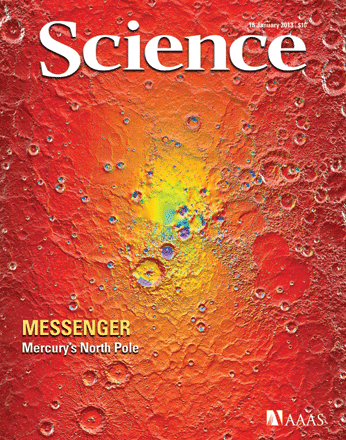 Science
18 January 2013 | $10
MESSENGER
Mercury's North Pole
AAAS